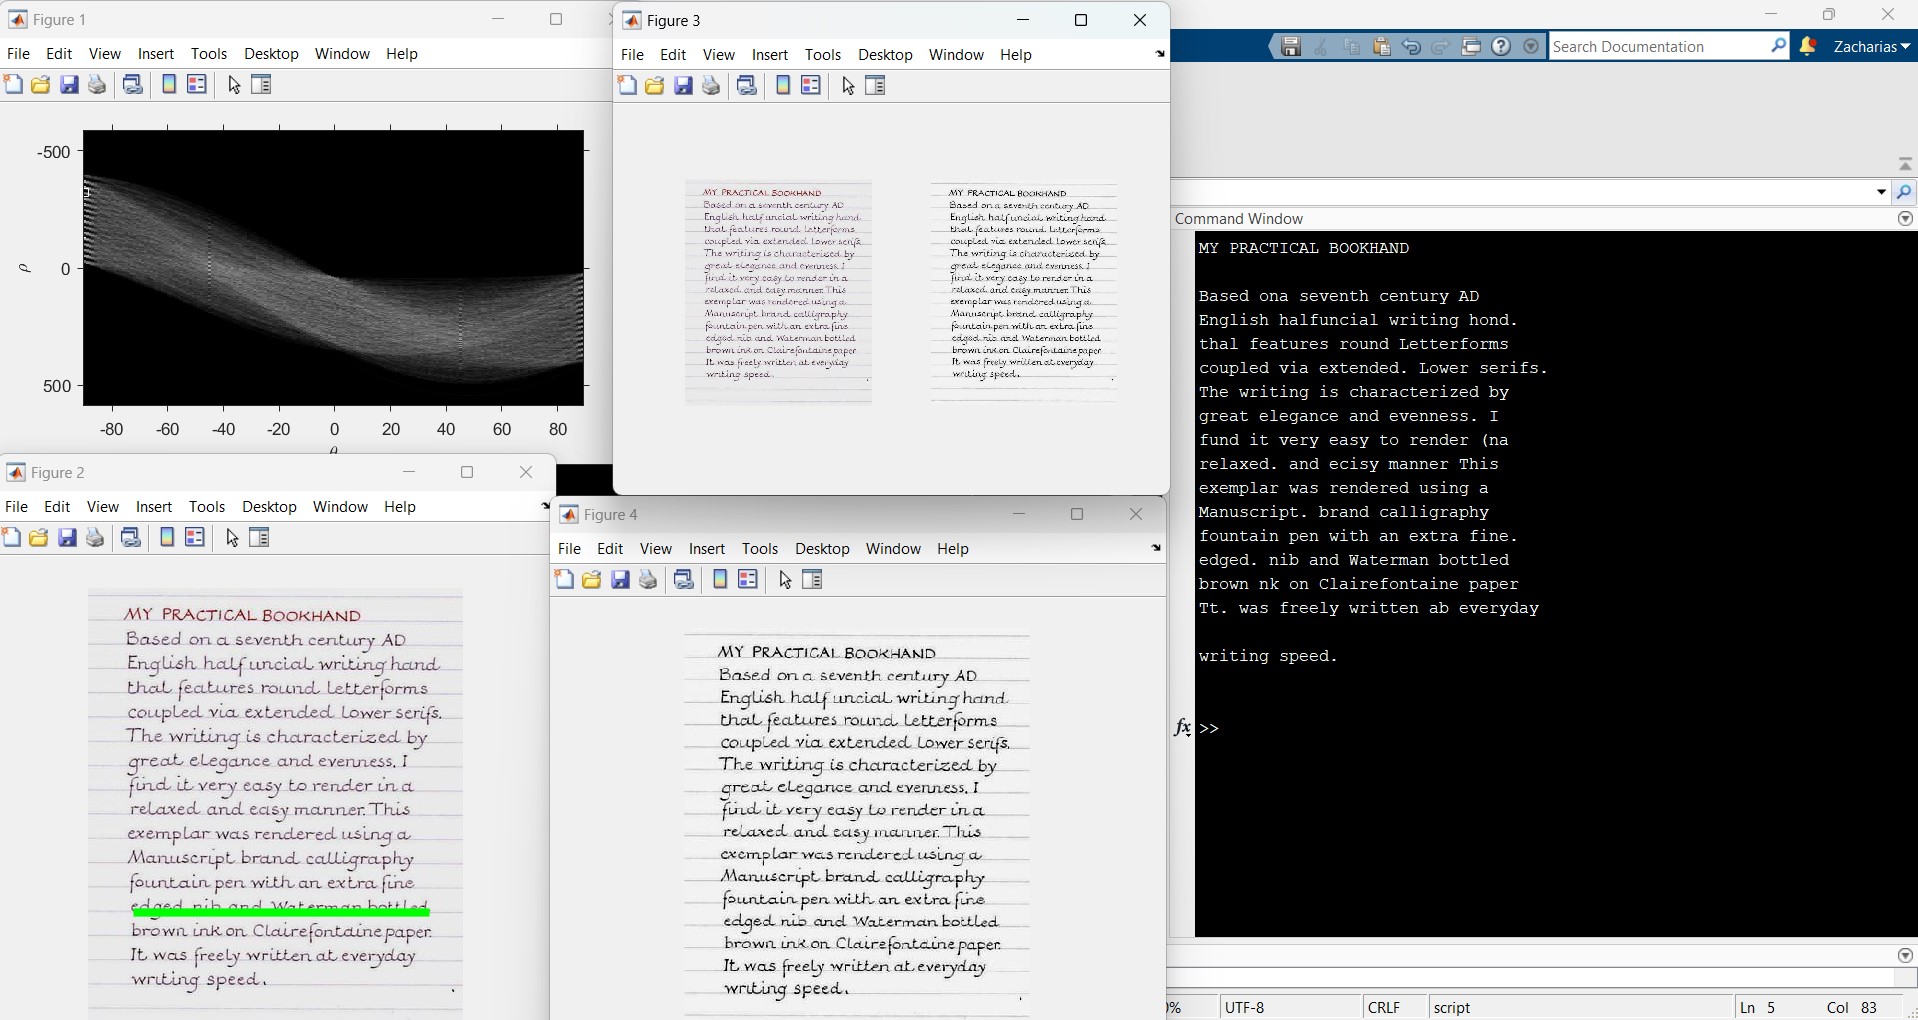 Figure 1
File Edit View Insert Tools Desktop Window Help
-500
0
500
ρ
-80 -60 -40 -20 0 20 40 60 80
θ
Figure 3
File Edit View Insert Tools Desktop Window Help
MY PRACTICAL BOOKHAND
Based on a seventh century AD
English half uncial writing hand
that features round letterforms
coupled via extended lower serifs.
The writing is characterized by
great elegance and evenness. I
find it very easy to render in a
relaxed and easy manner. This
exemplar was rendered using a
Manuscript brand calligraphy
fountain pen with an extra fine
edged nib and Waterman bottled
brown ink on Clairefontaine paper
It was freely written at everyday
writing speed.
MY PRACTICAL BOOKHAND
Based on a seventh century AD
English half uncial writing hand
that features round letterforms
coupled via extended lower serifs.
The writing is characterized by
great elegance and evenness. I
find it very easy to render in a
relaxed and easy manner. This
exemplar was rendered using a
Manuscript brand calligraphy
fountain pen with an extra fine
edged nib and Waterman bottled
brown ink on Clairefontaine paper
It was freely written at everyday
writing speed.
Search Documentation
Zacharias
Command Window
MY PRACTICAL BOOKHAND
Based ona seventh century AD
English halfuncial writing hond.
thal features round Letterforms
coupled via extended. Lower serifs.
The writing is characterized by
great elegance and evenness. I
fund it very easy to render (na
relaxed. and ecisy manner This
exemplar was rendered using a
Manuscript. brand calligraphy
fountain pen with an extra fine.
edged. nib and Waterman bottled
brown nk on Clairefontaine paper
Tt. was freely written ab everyday
writing speed.
fx >>
Figure 2
File Edit View Insert Tools Desktop Window Help
MY PRACTICAL BOOKHAND
Based on a seventh century AD
English half uncial writing hand
that features round letterforms
coupled via extended lower serifs.
The writing is characterized by
great elegance and evenness. I
find it very easy to render in a
relaxed and easy manner. This
exemplar was rendered using a
Manuscript brand calligraphy
fountain pen with an extra fine
edged nib and Waterman bottled
brown ink on Clairefontaine paper.
It was freely written at everyday
writing speed.
Figure 4
File Edit View Insert Tools Desktop Window Help
MY PRACTICAL BOOKHAND
Based on a seventh century AD
English half uncial writing hand
that features round letterforms
coupled via extended lower serifs.
The writing is characterized by
great elegance and evenness. I
find it very easy to render in a
relaxed and easy manner. This
exemplar was rendered using a
Manuscript brand calligraphy
fountain pen with an extra fine
edged nib and Waterman bottled
brown ink on Clairefontaine paper.
It was freely written at everyday
writing speed.
UTF-8 CRLF script Ln 5 Col 83